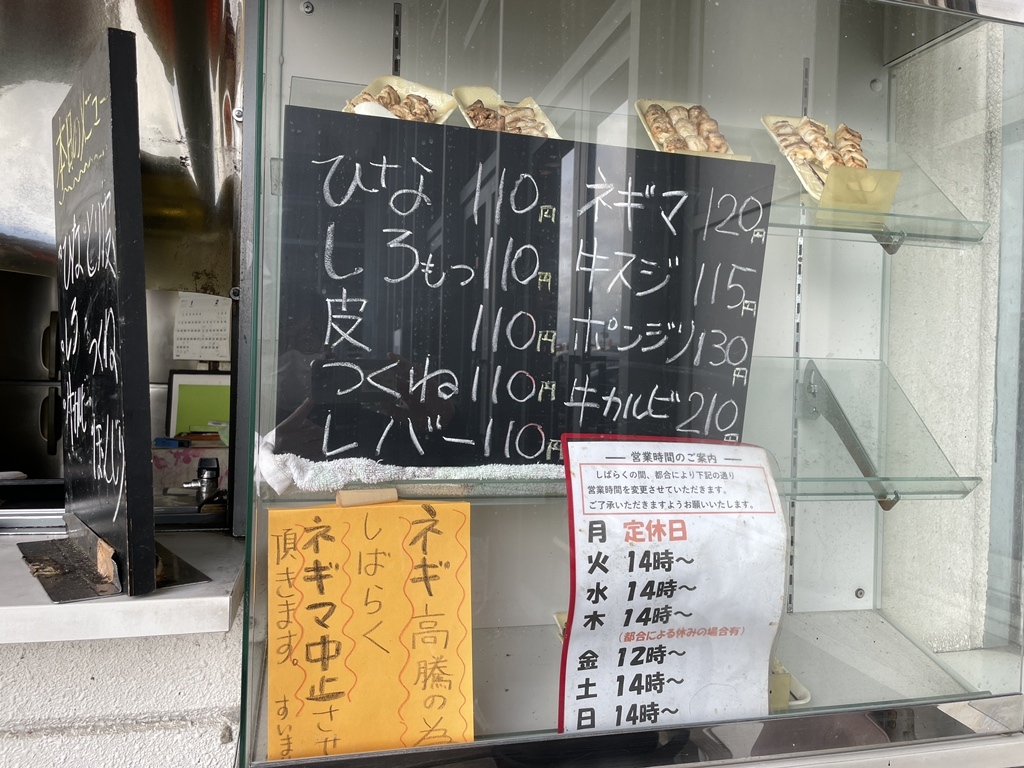 本日のメニュー
ひな 110円
しろもつ 110円
皮 110円
つくね 110円
レバー 110円
ネギマ 120円
牛スジ 115円
ポンジリ 130円
牛カルビ 210円
ネギ高騰の為
しばらく
ネギマ中止させ
頂きます。すいま
営業時間のご案内
しばらくの間、都合により下記の通り
営業時間を変更させていただきます。
ご了承いただきますようお願いいたします。
月 定休日
火 14時～
水 14時～
木 14時～
(都合による休みの場合有)
金 12時～
土 14時～
日 14時～